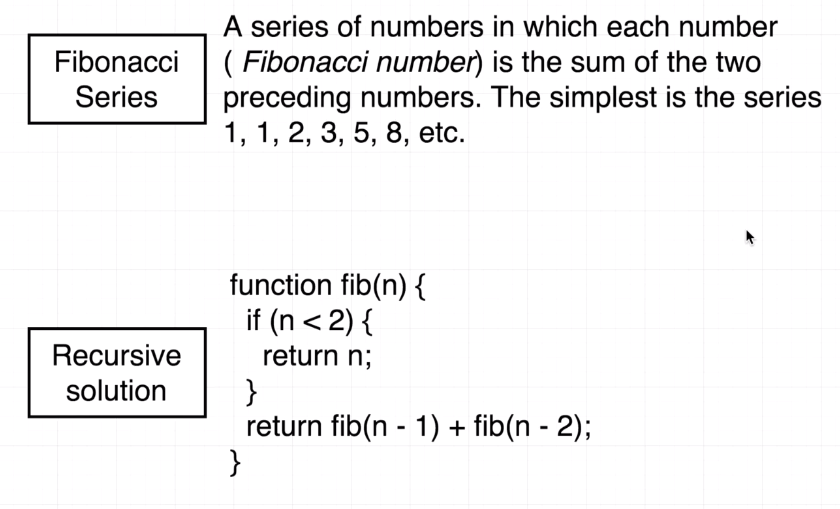 Fibonacci
Series
A series of numbers in which each number
( Fibonacci number) is the sum of the two
preceding numbers. The simplest is the series
1, 1, 2, 3, 5, 8, etc.
Recursive
solution
function fib(n) {
if (n < 2) {
return n;
}
return fib(n - 1) + fib(n - 2);
}